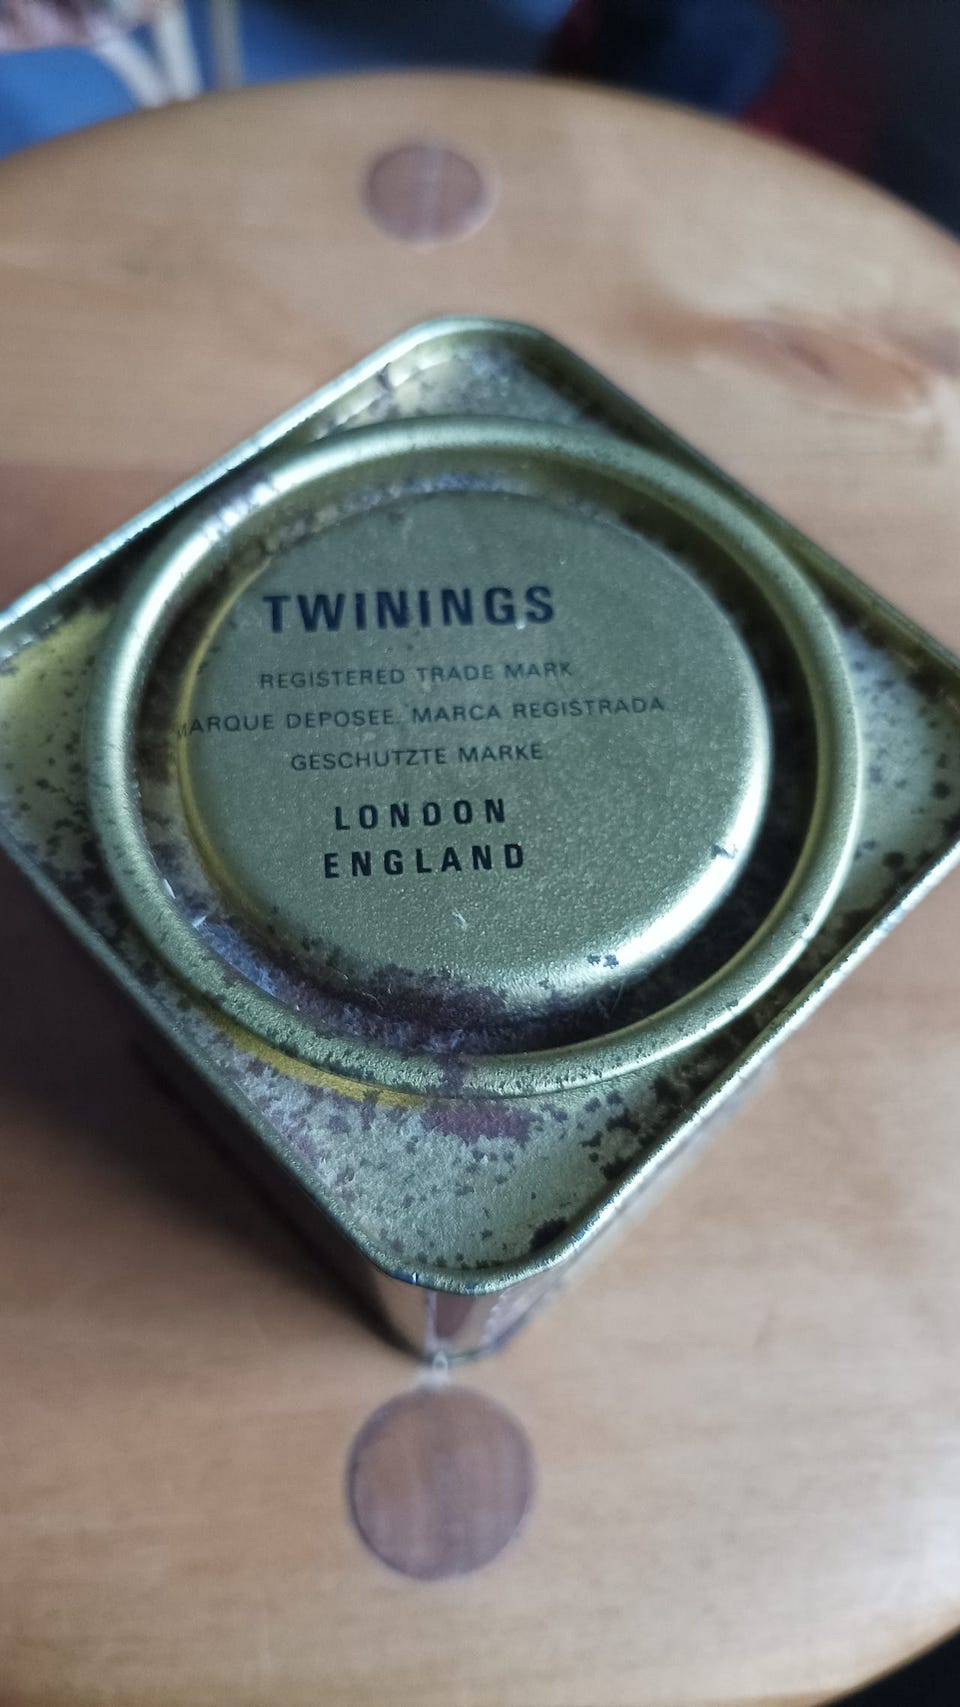 TWININGS
REGISTERED TRADE MARK
MARQUE DEPOSEE. MARCA REGISTRADA
GESCHUTZTE MARKE
LONDON
ENGLAND